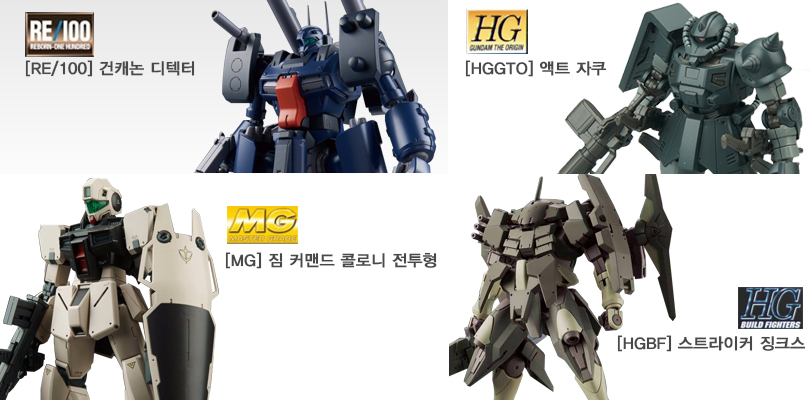 RE/100
REBORN-ONE HUNDRED
[RE/100] 건캐논 디텍터
HG
GUNDAM THE ORIGIN
[HGGTO] 액트 자쿠
MG
MASTER GRADE
[MG] 짐 커맨드 콜로니 전투형
HG
BUILD FIGHTERS
[HGBF] 스트라이커 징크스